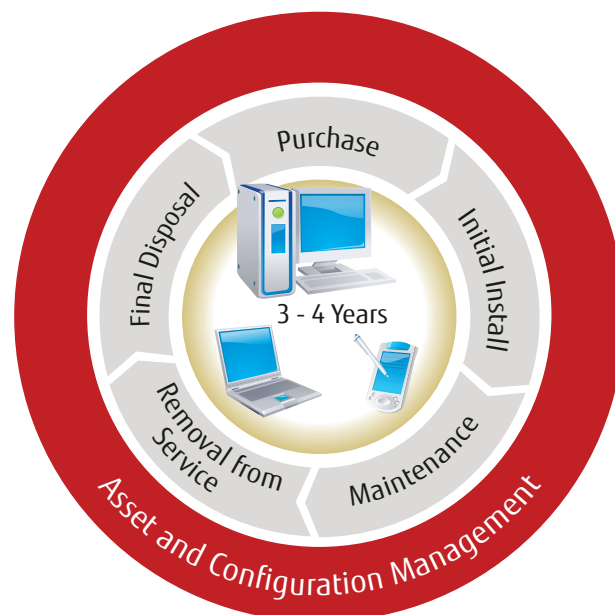 Purchase
Initial Install
Maintenance
Removal from
Service
Final Disposal
3 - 4 Years
Asset and Configuration Management